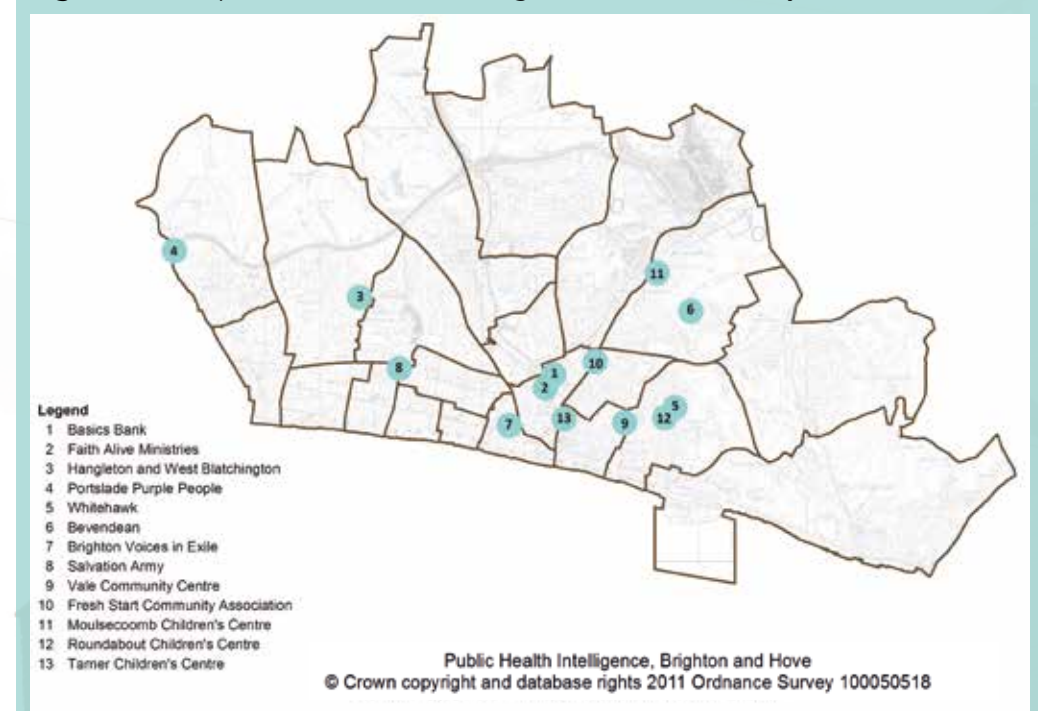 Legend
1 Basics Bank
2 Faith Alive Ministries
3 Hangleton and West Blatchington
4 Portslade Purple People
5 Whitehawk
6 Bevendean
7 Brighton Voices in Exile
8 Salvation Army
9 Vale Community Centre
10 Fresh Start Community Association
11 Moulsecoomb Children's Centre
12 Roundabout Children's Centre
13 Tarner Children's Centre
4
3
11
6
8
1
10
2
5
7
13
9
12
Public Health Intelligence, Brighton and Hove
© Crown copyright and database rights 2011 Ordnance Survey 100050518